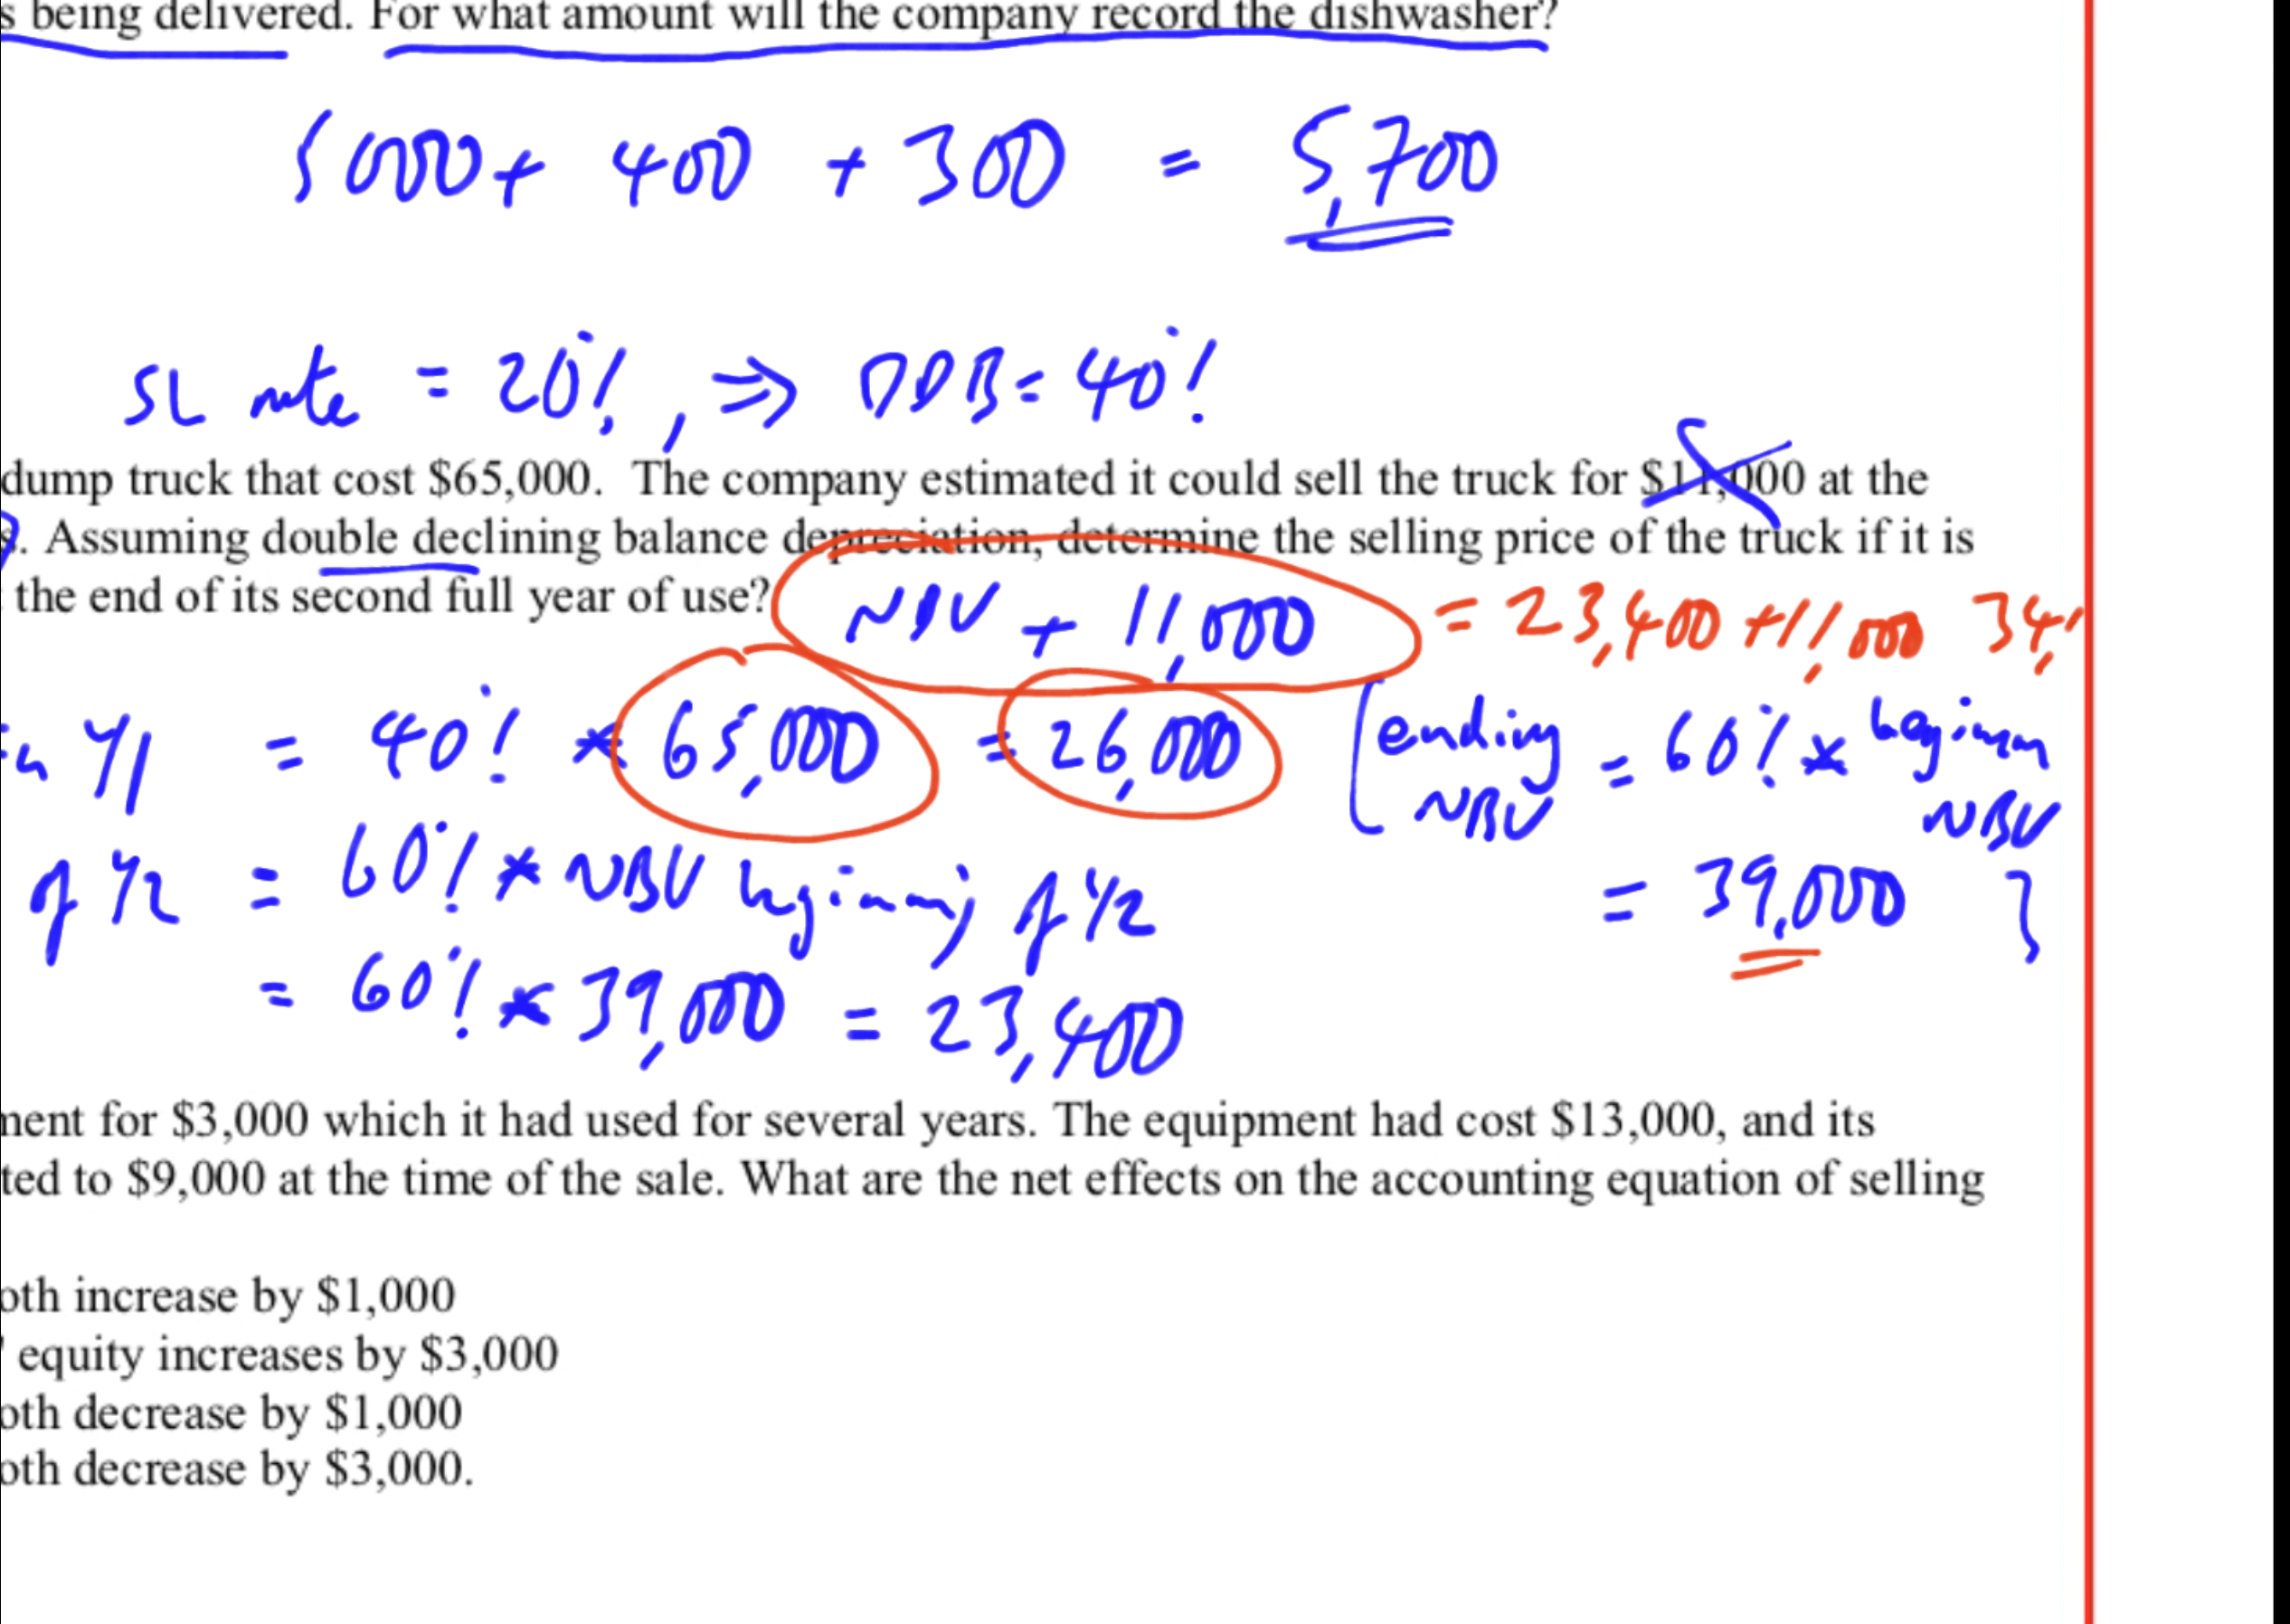 s being delivered. For what amount will the company record the dishwasher?
5000 + 400 + 300 = 5,700
SL rate = 20%, ⇒ DDB = 40%
dump truck that cost $65,000. The company estimated it could sell the truck for $11,000 at the
s. Assuming double declining balance depreciation, determine the selling price of the truck if it is
the end of its second full year of use?
NBV + 11,000 = 23,400 + 11,000 34,
in Y1 = 40% * 65,000 = 26,000 [ending NBV = 60% * beginnin NBV
of Y2 = 60% * NBV beginning of Y2 = 39,000 }
= 60% * 39,000 = 23,400
ment for $3,000 which it had used for several years. The equipment had cost $13,000, and its
ted to $9,000 at the time of the sale. What are the net effects on the accounting equation of selling
oth increase by $1,000
' equity increases by $3,000
oth decrease by $1,000
oth decrease by $3,000.